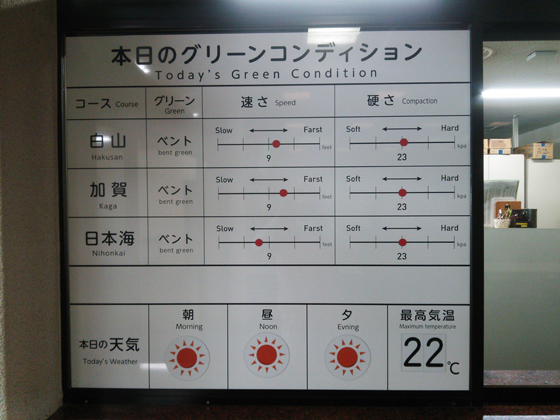 本日のグリーンコンディション
Today's Green Condition
コース Course グリーン Green 速さ Speed 硬さ Compaction
白山 Hakusan ベント bent green Slow Farst 9 feet Soft Hard 23 kpa
加賀 Kaga ベント bent green Slow Farst 9 feet Soft Hard 23 kpa
日本海 Nihonkai ベント bent green Slow Farst 9 feet Soft Hard 23 kpa
本日の天気 Today's Weather 朝 Morning 昼 Noon 夕 Evning 最高気温 Maximum temperature 22℃